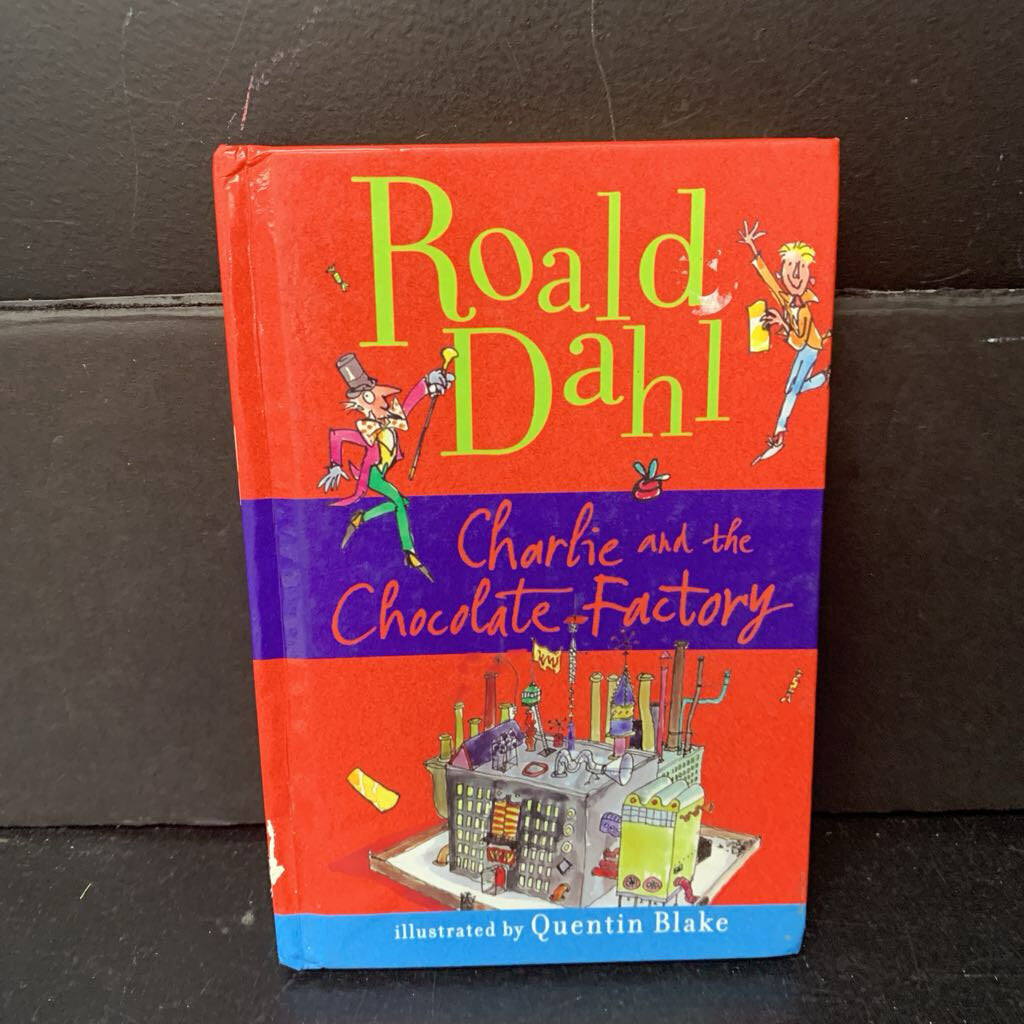 Roald
Dahl
Charlie and the
Chocolate Factory
illustrated by Quentin Blake